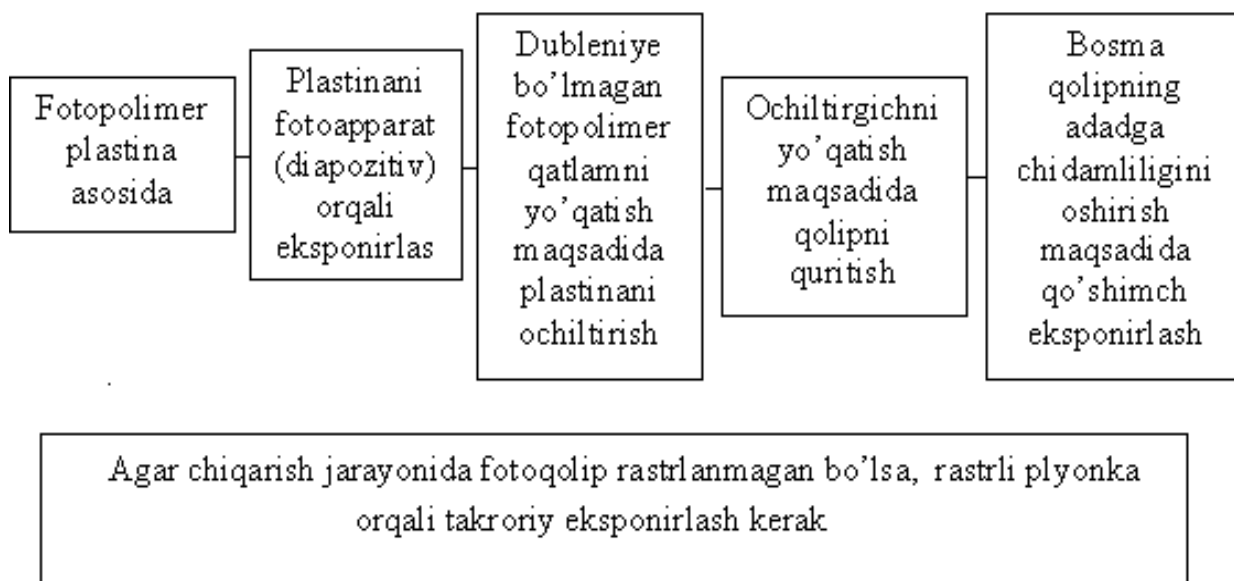 Fotopolimer
plastina
asosida
Plastinani
fotoapparat
(diapozitiv)
orqali
eksponirlas
Dubleniye
bo’lmagan
fotopolimer
qatlamni
yo’qatish
maqsadida
plastinani
ochiltirish
Ochiltirgichni
yo’qatish
maqsadida
qolipni
quritish
Bosma
qolipning
adadga
chidamliligini
oshirish
maqsadida
qo’shimch
eksponirlash
Agar chiqarish jarayonida fotoqolip rastrlanmagan bo’lsa, rastrli plyonka
orqali takroriy eksponirlash kerak